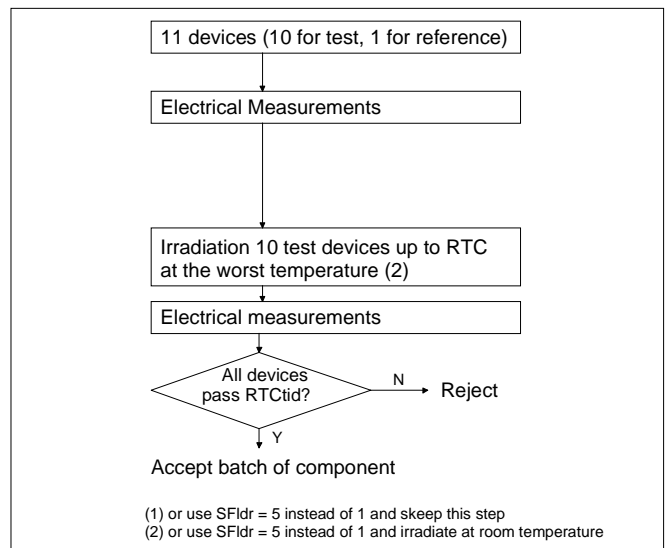 11 devices (10 for test, 1 for reference)
Electrical Measurements
Irradiation 10 test devices up to RTC
at the worst temperature (2)
Electrical measurements
All devices
pass RTCtid?
N
Reject
Y
Accept batch of component
(1) or use SFldr = 5 instead of 1 and skeep this step
(2) or use SFldr = 5 instead of 1 and irradiate at room temperature